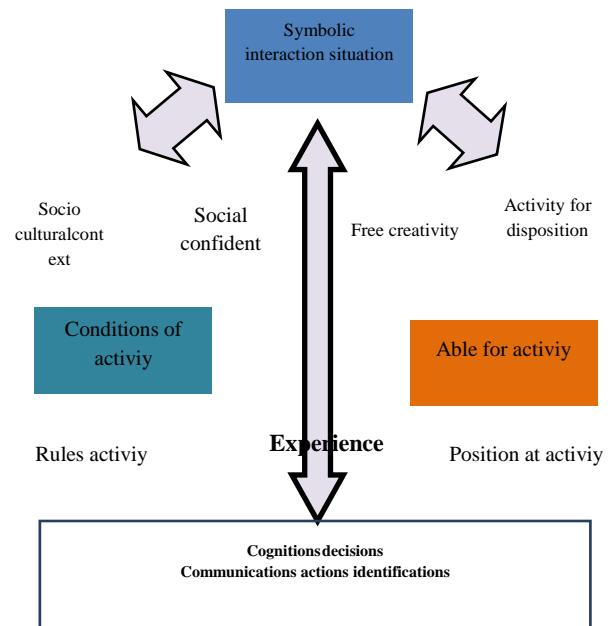 Symbolic
interaction situation
Socio
culturalcont
ext
Social
confident
Free creativity
Activity for
disposition
Conditions of
activiy
Able for activiy
Rules activiy
Experience
Position at activiy
Cognitionsdecisions
Communications actions identifications